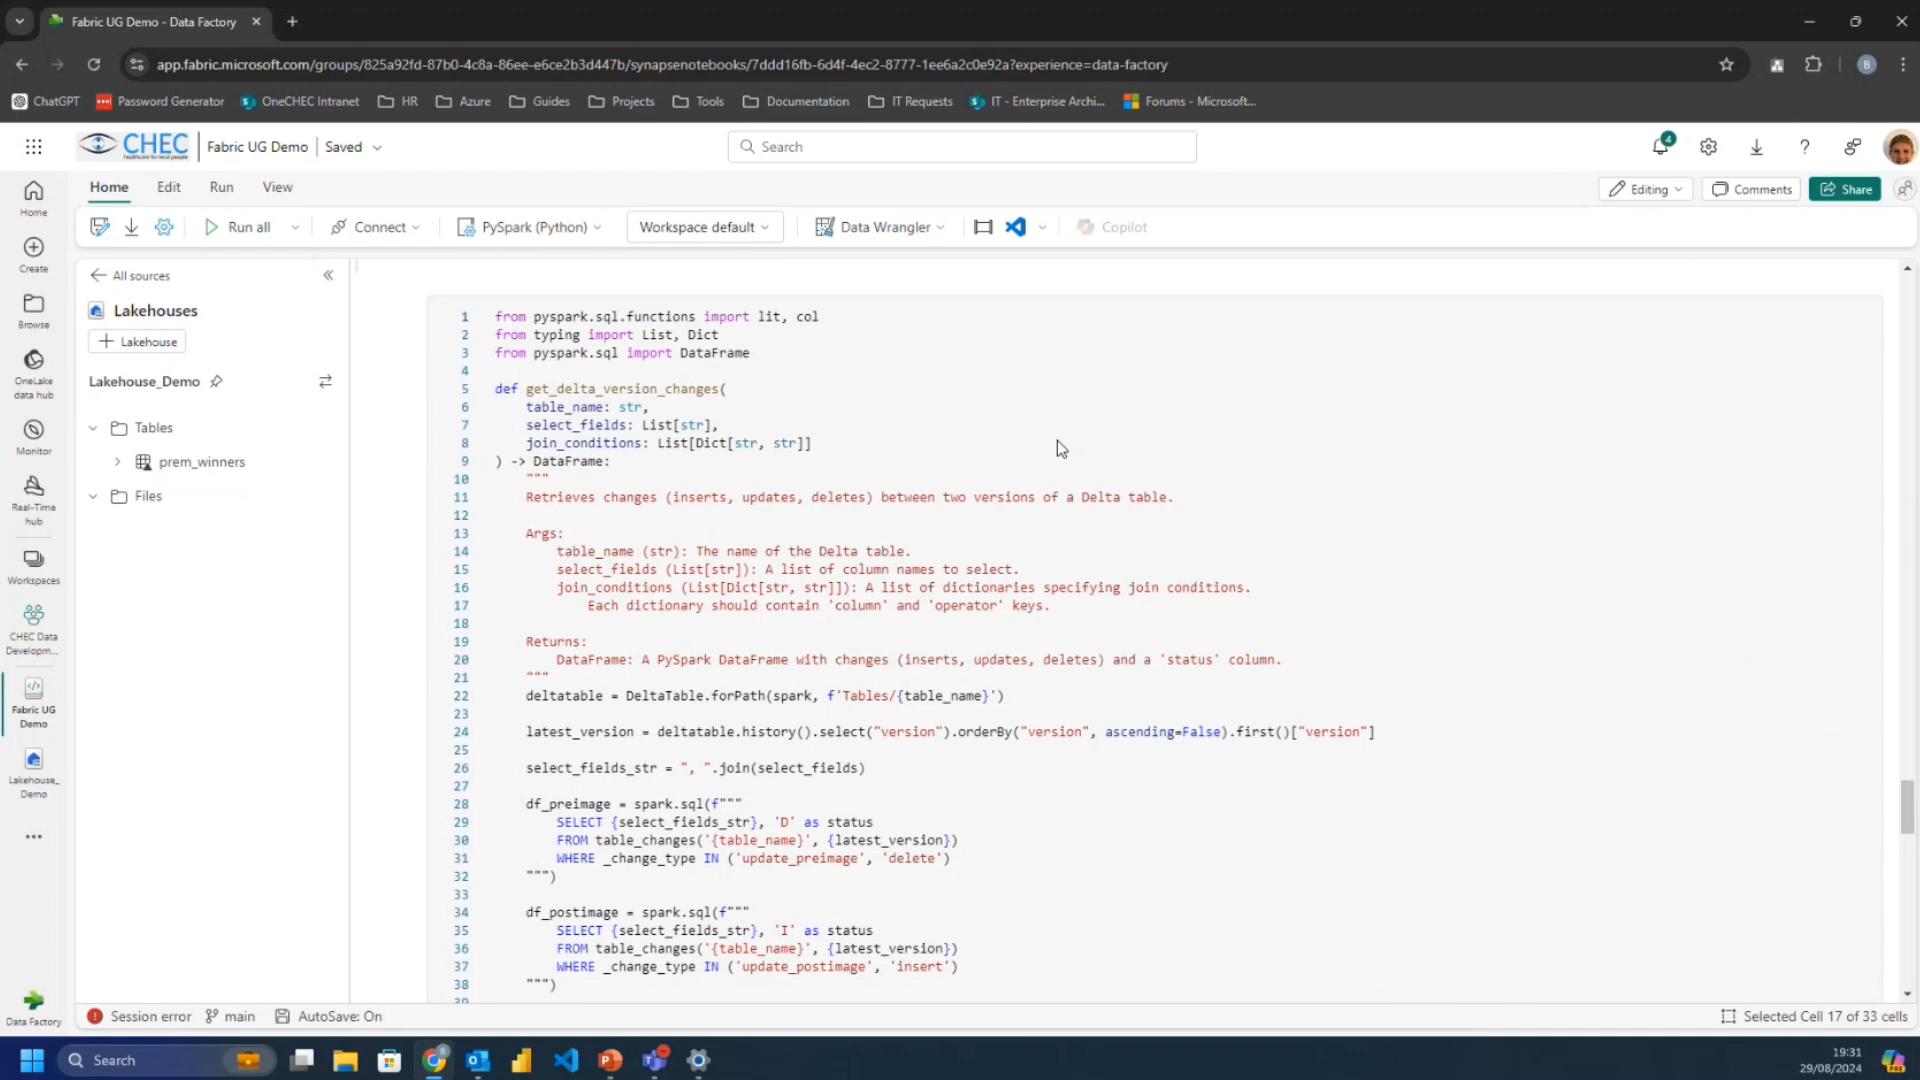 Fabric UG Demo - Data Factory
app.fabric.microsoft.com/groups/825a92fd-87b0-4c8a-86ee-e6ce2b3d447b/synapsenotebooks/7ddd16fb-6d4f-4ec2-8777-1ee6a2c0e92a?experience=data-factory
B
ChatGPT Password Generator OneCHEC Intranet HR Azure Guides Projects Tools Documentation IT Requests IT - Enterprise Archi... Forums - Microsoft...
CHEC Fabric UG Demo Saved Search 4 ?
healthcare for local people
Home Edit Run View Editing Comments Share
Run all Connect PySpark (Python) Workspace default Data Wrangler Copilot
Home
Create
Browse
OneLake
data hub
Monitor
Real-Time
hub
Workspaces
CHEC Data
Developm...
Fabric UG
Demo
Lakehouse_
Demo
Data Factory
All sources
Lakehouses
+ Lakehouse
Lakehouse_Demo
Tables
prem_winners
Files
1 from pyspark.sql.functions import lit, col
2 from typing import List, Dict
3 from pyspark.sql import DataFrame
4
5 def get_delta_version_changes(
6 table_name: str,
7 select_fields: List[str],
8 join_conditions: List[Dict[str, str]]
9 ) -> DataFrame:
10 """
11 Retrieves changes (inserts, updates, deletes) between two versions of a Delta table.
12
13 Args:
14 table_name (str): The name of the Delta table.
15 select_fields (List[str]): A list of column names to select.
16 join_conditions (List[Dict[str, str]]): A list of dictionaries specifying join conditions.
17 Each dictionary should contain 'column' and 'operator' keys.
18
19 Returns:
20 DataFrame: A PySpark DataFrame with changes (inserts, updates, deletes) and a 'status' column.
21 """
22 deltatable = DeltaTable.forPath(spark, f'Tables/{table_name}')
23
24 latest_version = deltatable.history().select("version").orderBy("version", ascending=False).first()["version"]
25
26 select_fields_str = ", ".join(select_fields)
27
28 df_preimage = spark.sql(f"""
29 SELECT {select_fields_str}, 'D' as status
30 FROM table_changes('{table_name}', {latest_version})
31 WHERE _change_type IN ('update_preimage', 'delete')
32 """)
33
34 df_postimage = spark.sql(f"""
35 SELECT {select_fields_str}, 'I' as status
36 FROM table_changes('{table_name}', {latest_version})
37 WHERE _change_type IN ('update_postimage', 'insert')
38 """)
39
Session error main AutoSave: On Selected Cell 17 of 33 cells
Search
19:31
29/08/2024